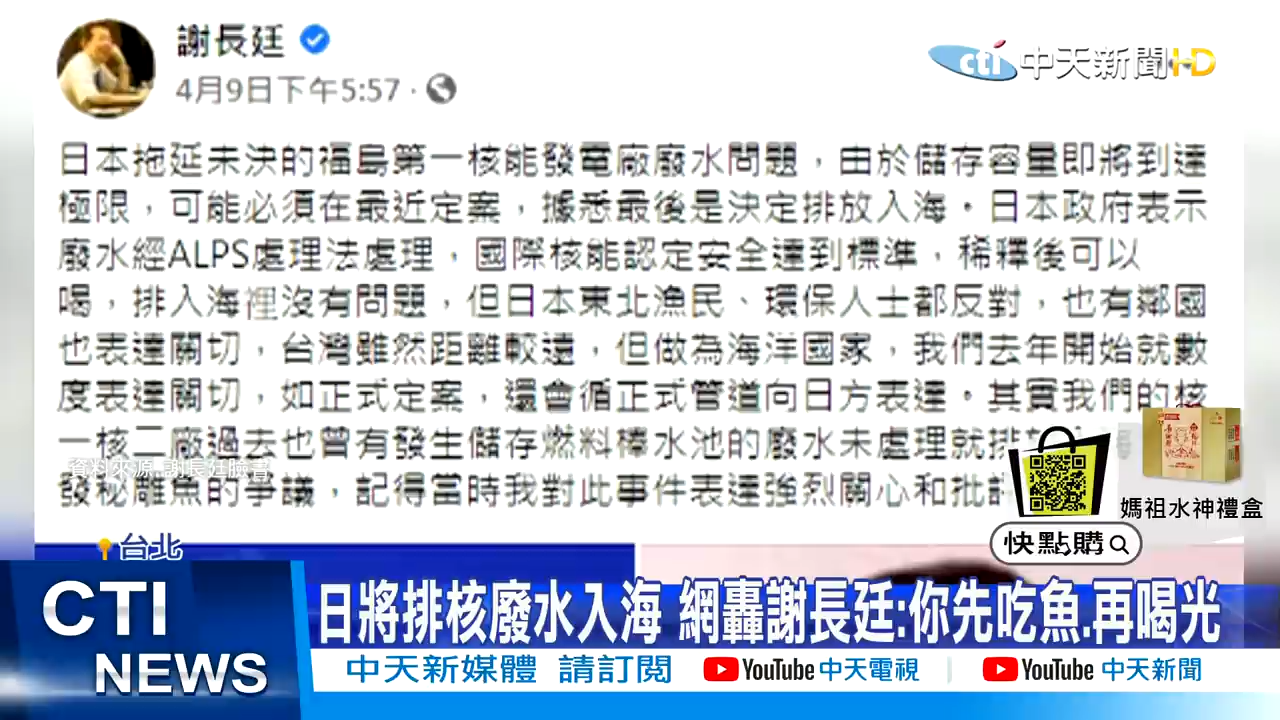 謝長廷
4月9日下午5:57
cti 中天新聞HD
日本拖延未決的福島第一核能發電廠廢水問題，由於儲存容量即將到達
極限，可能必須在最近定案，據悉最後是決定排放入海。日本政府表示
廢水經ALPS處理法處理，國際核能認定安全達到標準，稀釋後可以
喝，排入海裡沒有問題，但日本東北漁民、環保人士都反對，也有鄰國
也表達關切，台灣雖然距離較遠，但做為海洋國家，我們去年開始就數
度表達關切，如正式定案，還會循正式管道向日方表達。其實我們的核
一核二廠過去也曾有發生儲存燃料棒水池的廢水未處理就排
資料來源:謝長廷臉書
發秘雕魚的爭議，記得當時我對此事件表達強烈關心和批
媽祖水神禮盒
快點購
台北
CTI NEWS
日將排核廢水入海 網轟謝長廷:你先吃魚.再喝光
中天新媒體 請訂閱 YouTube 中天電視 YouTube 中天新聞